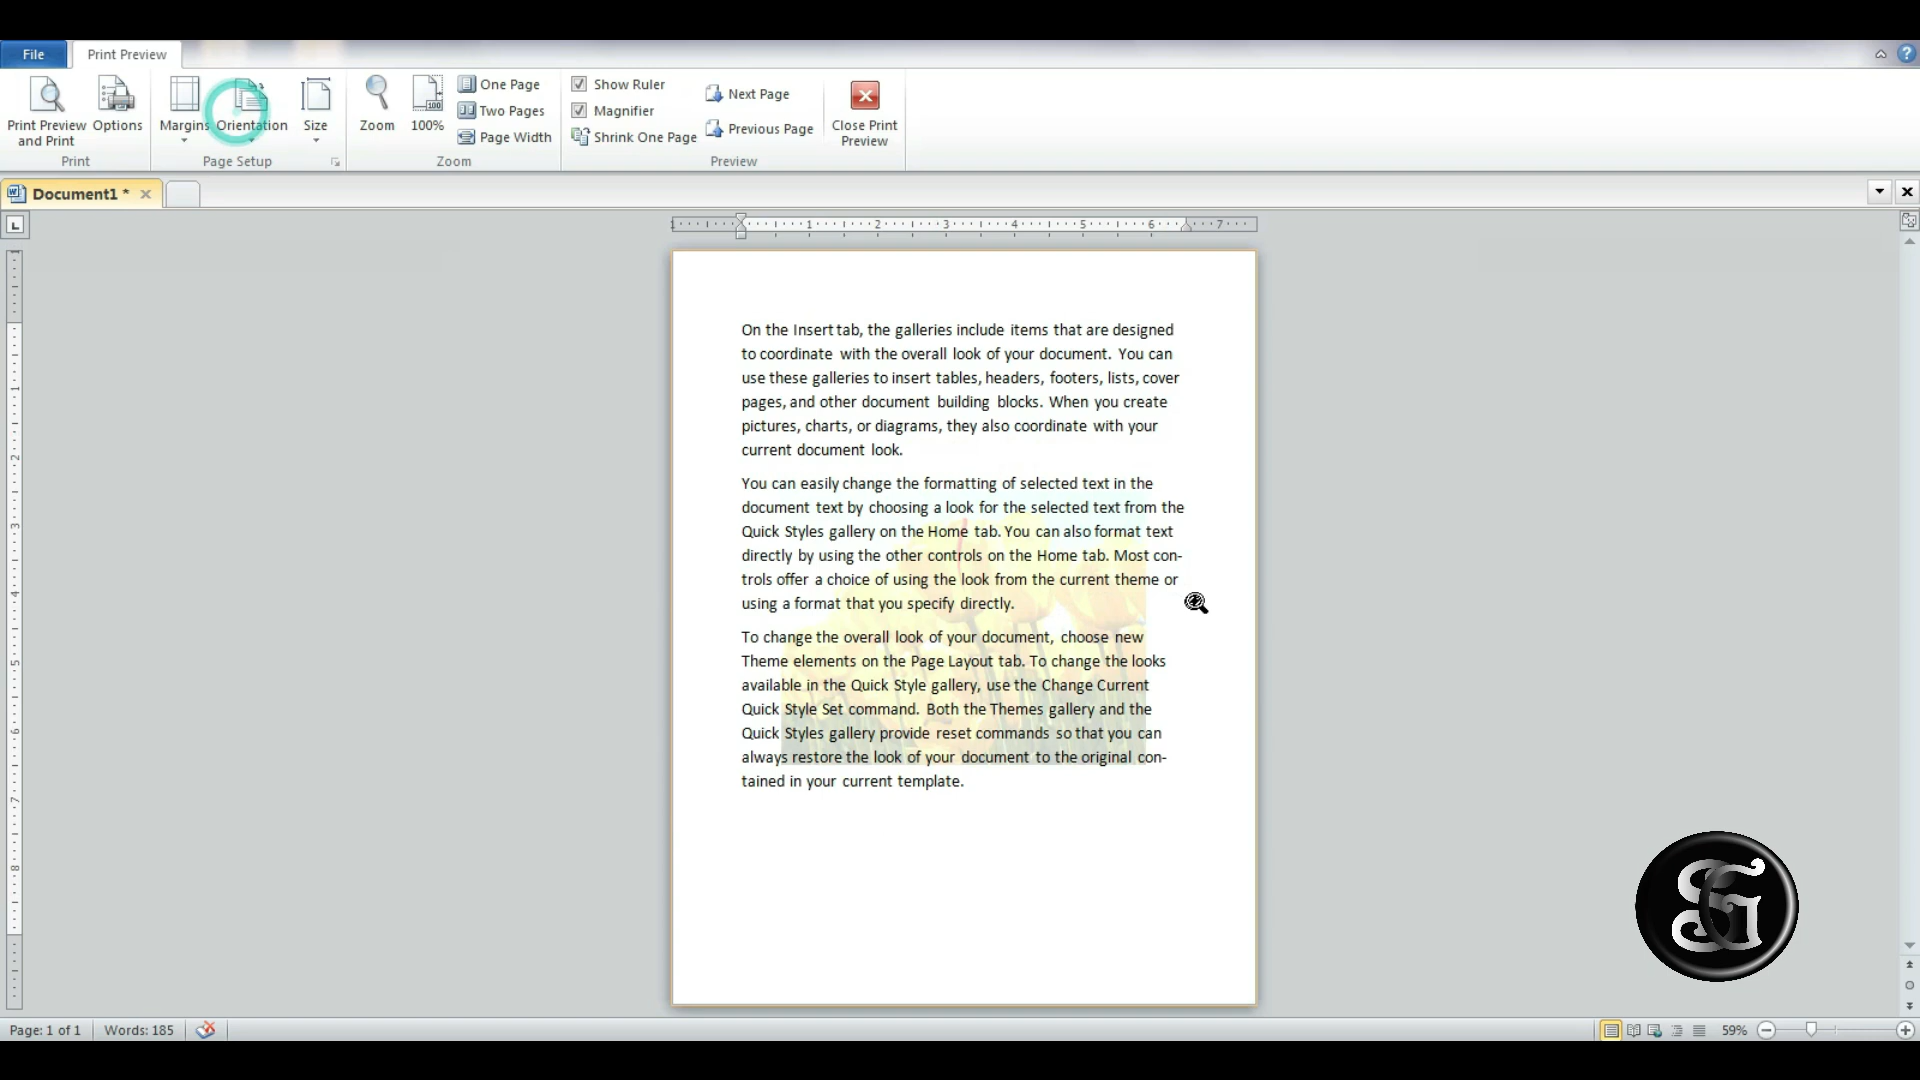 File
Print Preview
Print Preview and Print
Options
Print
Margins
Orientation
Size
Page Setup
Zoom
100%
One Page
Two Pages
Page Width
Zoom
Show Ruler
Magnifier
Shrink One Page
Next Page
Previous Page
Preview
Close Print Preview
Document1 *
1 2 3 4 5 6 7
On the Insert tab, the galleries include items that are designed
to coordinate with the overall look of your document. You can
use these galleries to insert tables, headers, footers, lists, cover
pages, and other document building blocks. When you create
pictures, charts, or diagrams, they also coordinate with your
current document look.
You can easily change the formatting of selected text in the
document text by choosing a look for the selected text from the
Quick Styles gallery on the Home tab. You can also format text
directly by using the other controls on the Home tab. Most con-
trols offer a choice of using the look from the current theme or
using a format that you specify directly.
To change the overall look of your document, choose new
Theme elements on the Page Layout tab. To change the looks
available in the Quick Style gallery, use the Change Current
Quick Style Set command. Both the Themes gallery and the
Quick Styles gallery provide reset commands so that you can
always restore the look of your document to the original con-
tained in your current template.
SG
Page: 1 of 1
Words: 185
59%